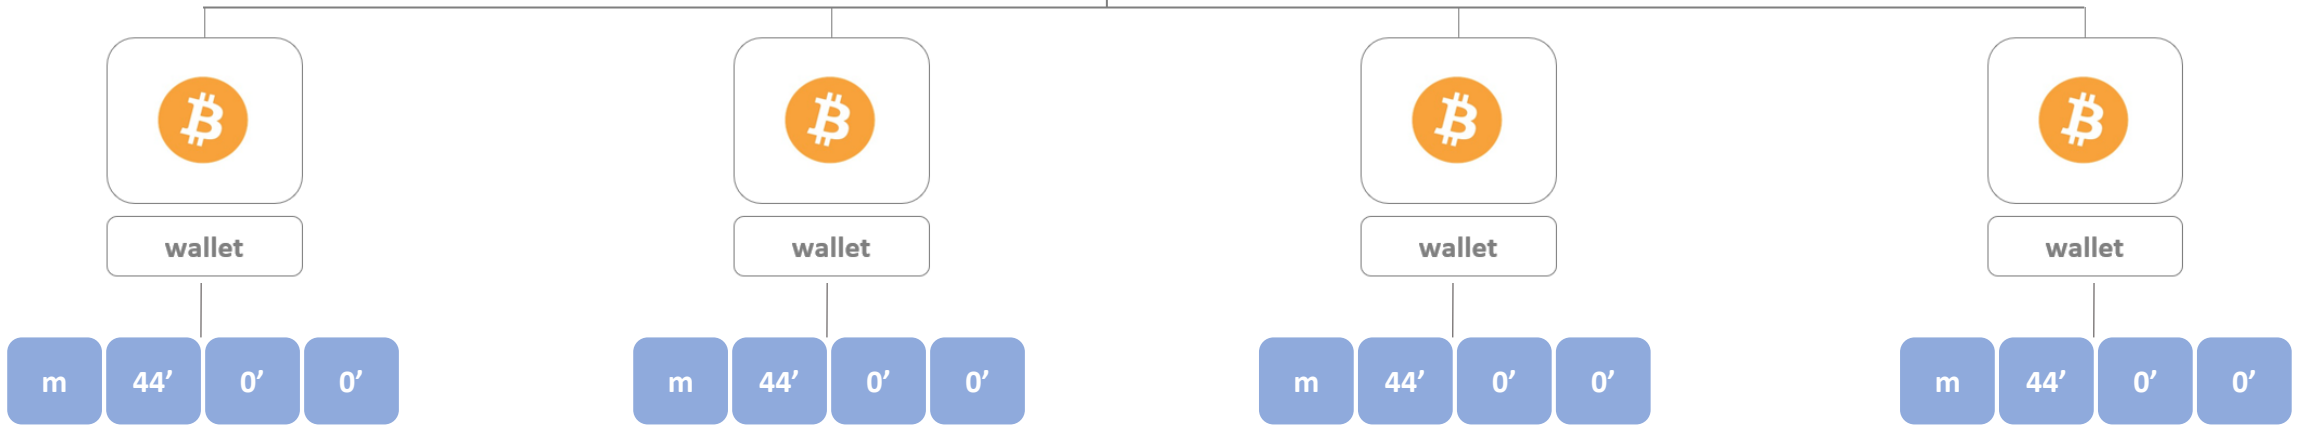 wallet wallet wallet wallet
m 44’ 0’ 0’ m 44’ 0’ 0’ m 44’ 0’ 0’ m 44’ 0’ 0’